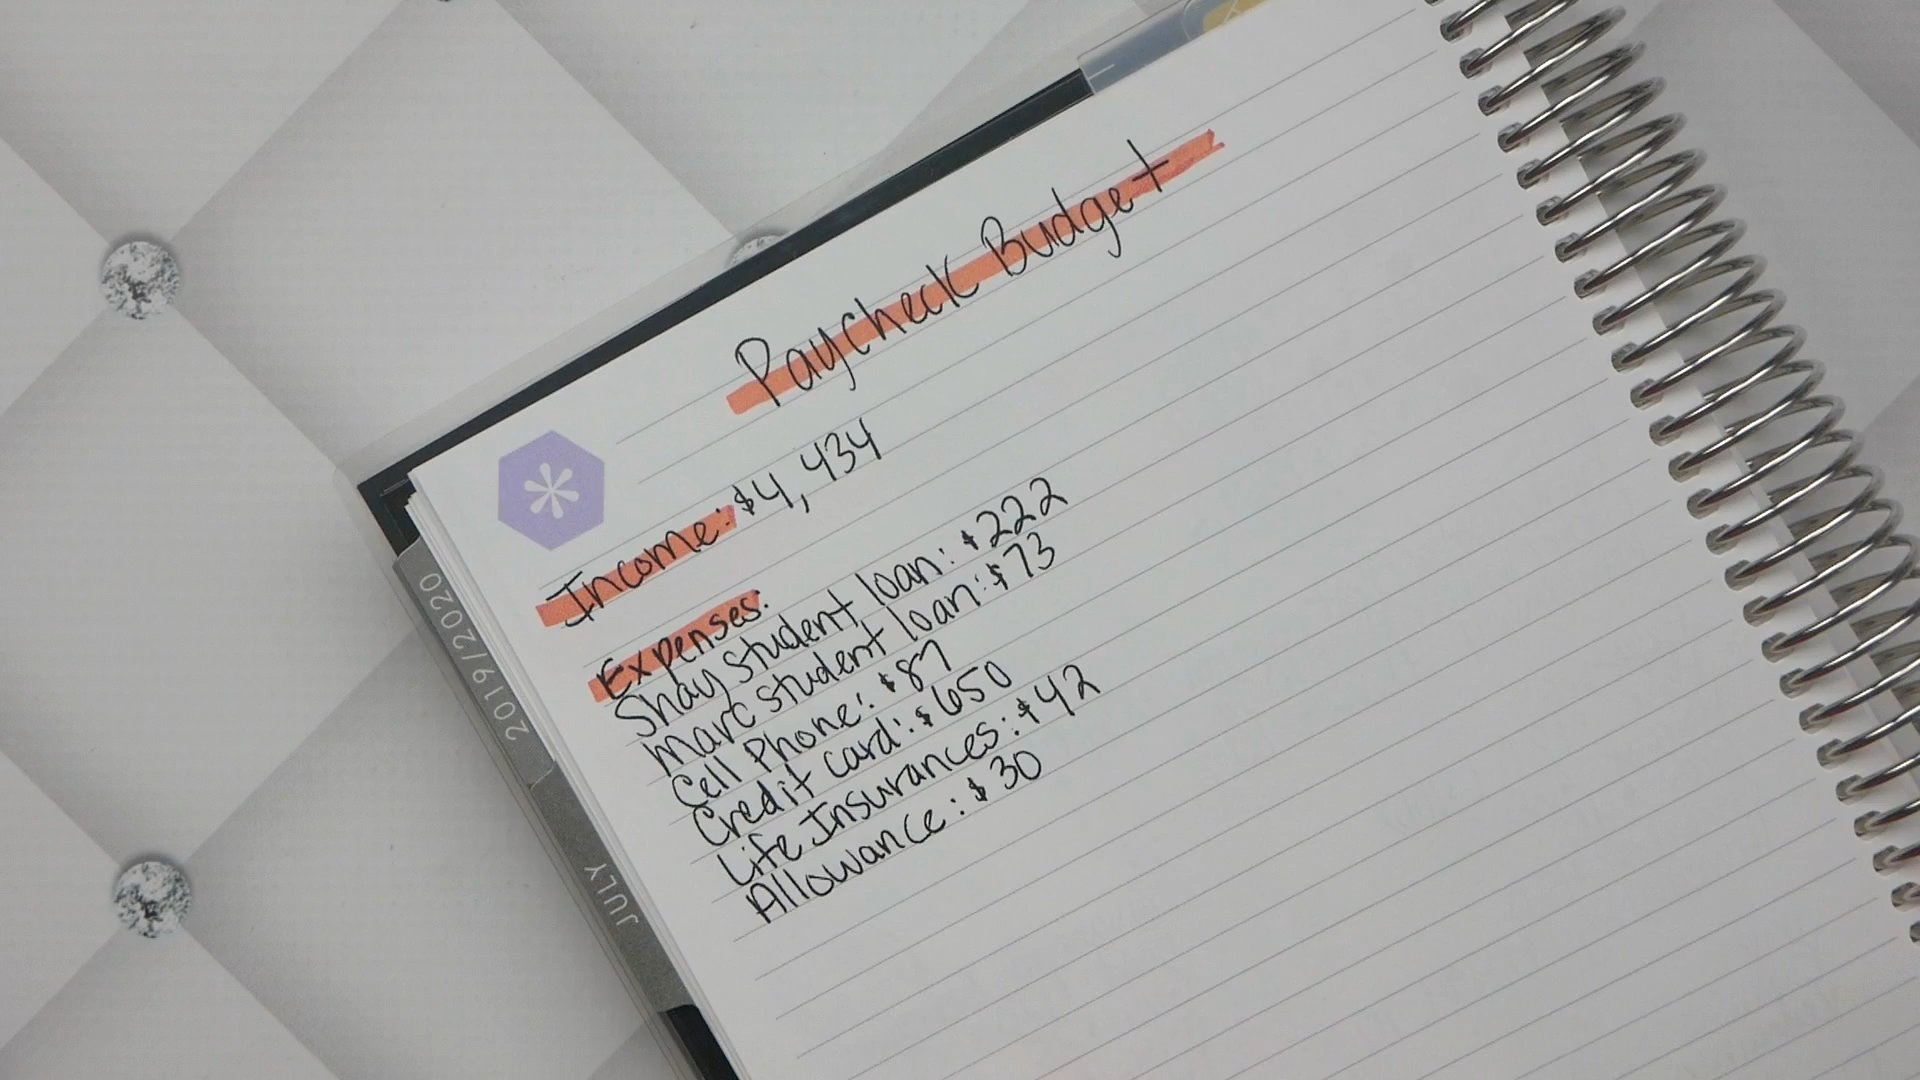 Paycheck Budget
Income: $4,434
Expenses:
Shay student loan: $222
Marc student loan: $73
Cell Phone: $87
Credit card: $650
Life Insurances: $42
Allowance: $30
2019/2020
JULY